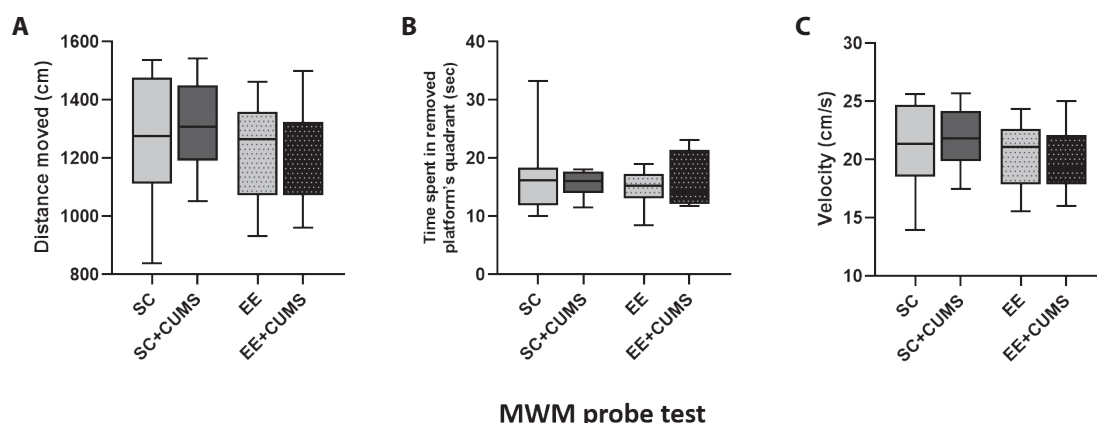 A
Distance moved (cm)
1600
1400
1200
1000
800
SC
SC+CUMS
EE
EE+CUMS
B
Time spent in removed
platform's quadrant (sec)
40
30
20
10
0
SC
SC+CUMS
EE
EE+CUMS
C
Velocity (cm/s)
30
25
20
15
10
SC
SC+CUMS
EE
EE+CUMS
MWM probe test